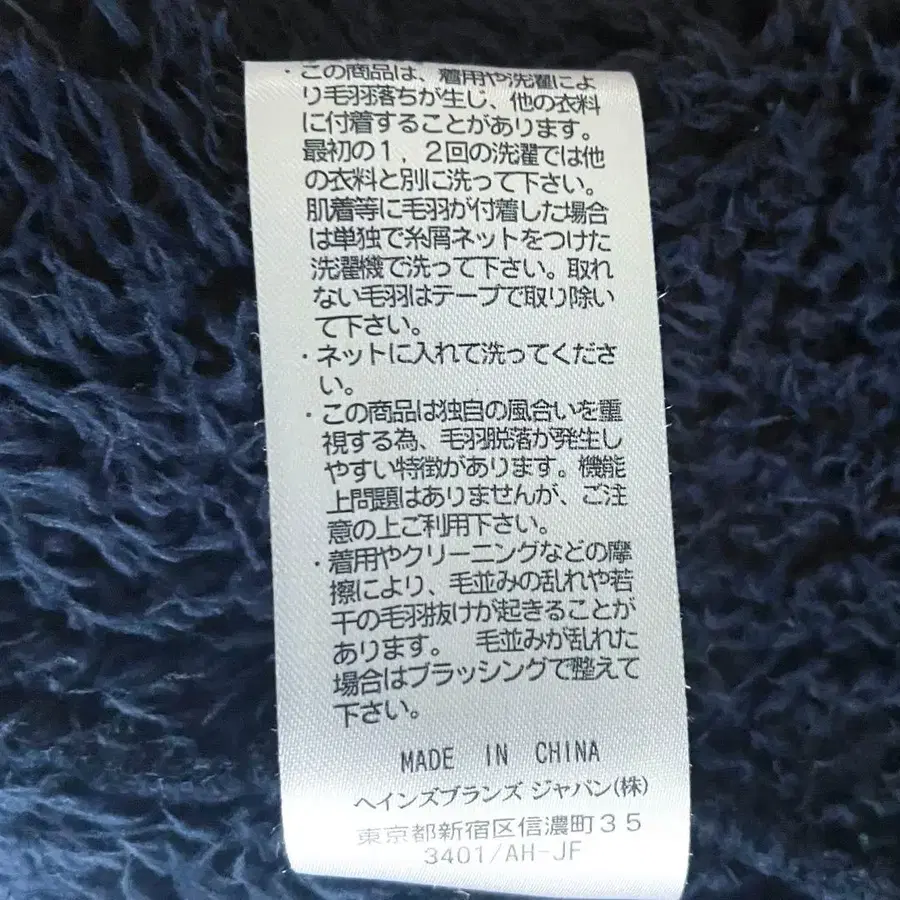 ・この商品は、着用や洗濯によ
り毛羽落ちが生じ、他の衣料
に付着することがあります。
最初の１，２回の洗濯では他
の衣料と別に洗って下さい。
肌着等に毛羽が付着した場合
は単独で糸屑ネットをつけた
洗濯機で洗って下さい。取れ
ない毛羽はテープで取り除い
て下さい。
・ネットに入れて洗ってくださ
い。
・この商品は独自の風合いを重
視する為、毛羽脱落が発生し
やすい特徴があります。機能
上問題はありませんが、ご注
意の上ご利用下さい。
・着用やクリーニングなどの摩
擦により、毛並みの乱れや若
干の毛羽抜けが起きることが
あります。　毛並みが乱れた
場合はブラッシングで整えて
下さい。
MADE IN CHINA
ヘインズブランズ ジャパン(株)
東京都新宿区信濃町３５
3401/AH-JF